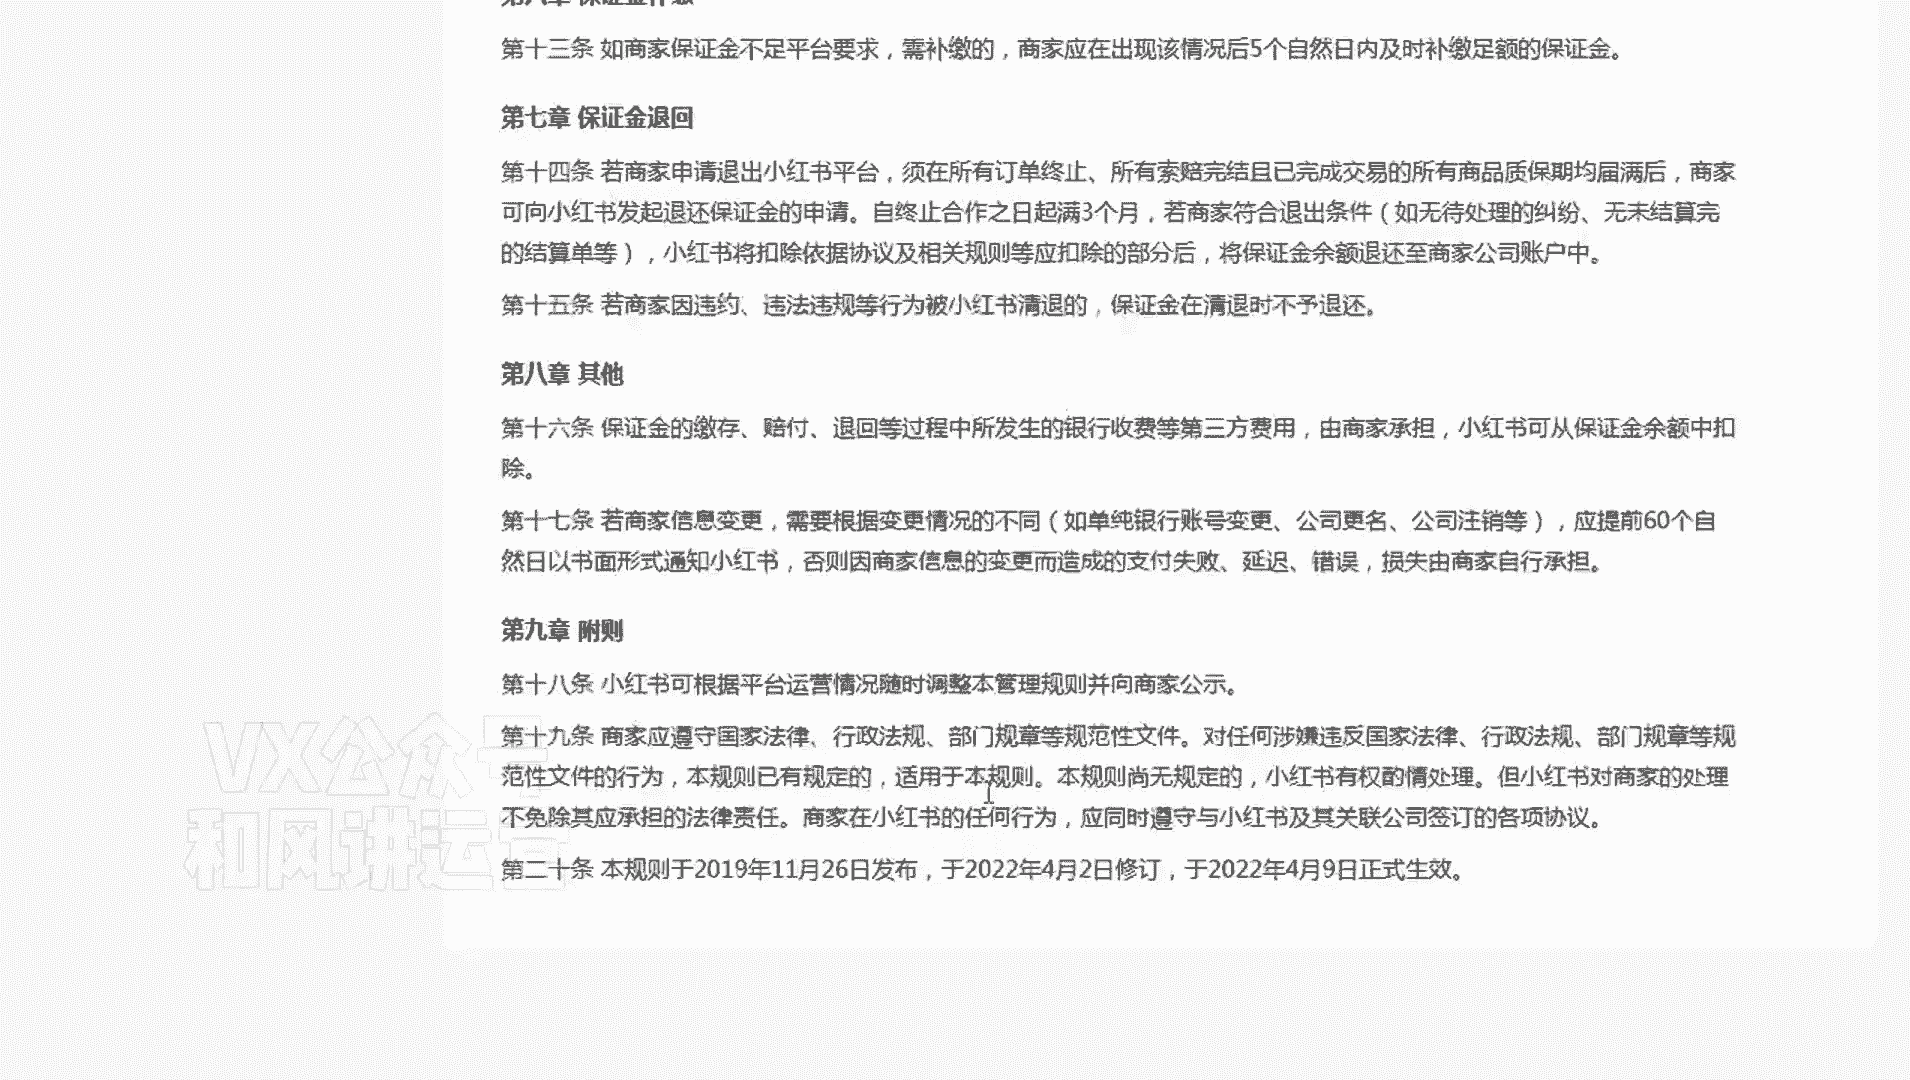 第十三条 如商家保证金不足平台要求，需补缴的，商家应在出现该情况后5个自然日内及时补缴足额的保证金。
第七章 保证金退回
第十四条 若商家申请退出小红书平台，须在所有订单终止、所有索赔完结且已完成交易的所有商品质保期均届满后，商家
可向小红书发起退还保证金的申请。自终止合作之日起满3个月，若商家符合退出条件（如无待处理的纠纷、无未结算完
的结算单等），小红书将扣除依据协议及相关规则等应扣除的部分后，将保证金余额退还至商家公司账户中。
第十五条 若商家因违约、违法违规等行为被小红书清退的，保证金在清退时不予退还。
第八章 其他
第十六条 保证金的缴存、赔付、退回等过程中所发生的银行收费等第三方费用，由商家承担，小红书可从保证金余额中扣
除。
第十七条 若商家信息变更，需要根据变更情况的不同（如单纯银行账号变更、公司更名、公司注销等），应提前60个自
然日以书面形式通知小红书，否则因商家信息的变更而造成的支付失败、延迟、错误，损失由商家自行承担。
第九章 附则
第十八条 小红书可根据平台运营情况随时调整本管理规则并向商家公示。
第十九条 商家应遵守国家法律、行政法规、部门规章等规范性文件。对任何涉嫌违反国家法律、行政法规、部门规章等规
范性文件的行为，本规则已有规定的，适用于本规则。本规则尚无规定的，小红书有权酌情处理。但小红书对商家的处理
不免除其应承担的法律责任。商家在小红书的任何行为，应同时遵守与小红书及其关联公司签订的各项协议。
第二十条 本规则于2019年11月26日发布，于2022年4月2日修订，于2022年4月9日正式生效。
VX公众号
和风讲运营